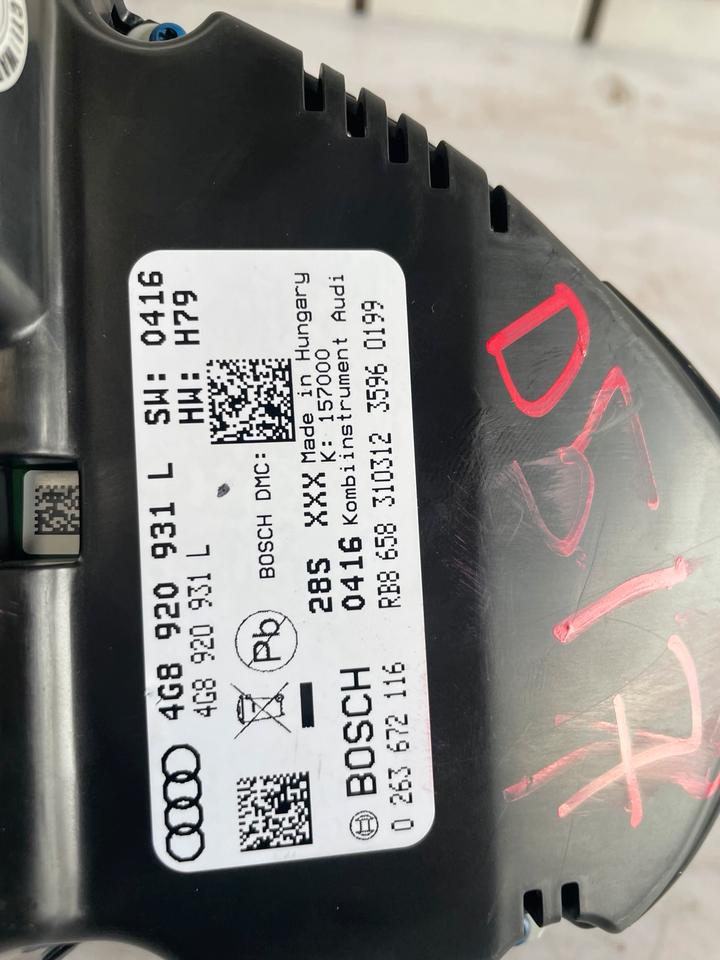 4G8 920 931 L SW: 0416
4G8 920 931 L HW: H79
Pb
BOSCH DMC:
28S XXX Made in Hungary
K: 157000
0416 Kombiinstrument Audi
BOSCH RB8 658 310312 3596 0199
0 263 672 116